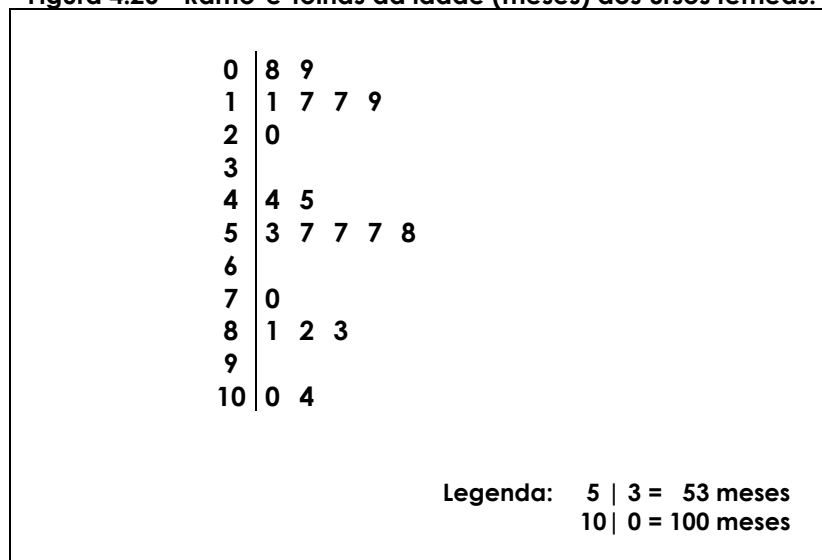 Figura – Ramo-e-folhas da idade (meses) dos ursos fêmeas.
0 | 8 9
1 | 1 7 7 9
2 | 0
3 |
4 | 4 5
5 | 3 7 7 7 8
6 |
7 | 0
8 | 1 2 3
9 |
10 | 0 4
Legenda: 5 | 3 = 53 meses
10| 0 = 100 meses